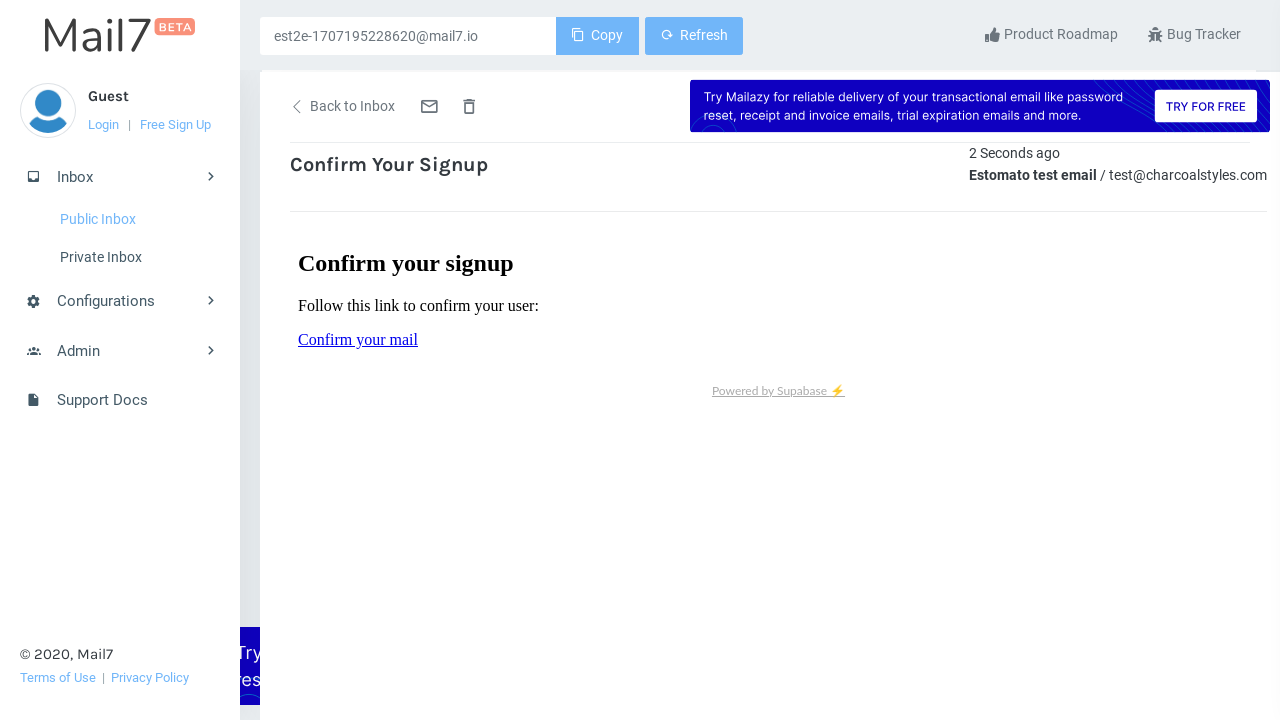 Mail7 BETA
est2e-1707195228620@mail7.io
Copy
Refresh
Product Roadmap
Bug Tracker
Guest
Login | Free Sign Up
Inbox
Public Inbox
Private Inbox
Configurations
Admin
Support Docs
© 2020, Mail7
Terms of Use | Privacy Policy
Back to Inbox
Try Mailazy for reliable delivery of your transactional email like password
reset, receipt and invoice emails, trial expiration emails and more.
TRY FOR FREE
Confirm Your Signup
2 Seconds ago
Estomato test email / test@charcoalstyles.com
Confirm your signup
Follow this link to confirm your user:
Confirm your mail
Powered by Supabase ⚡
Try
res